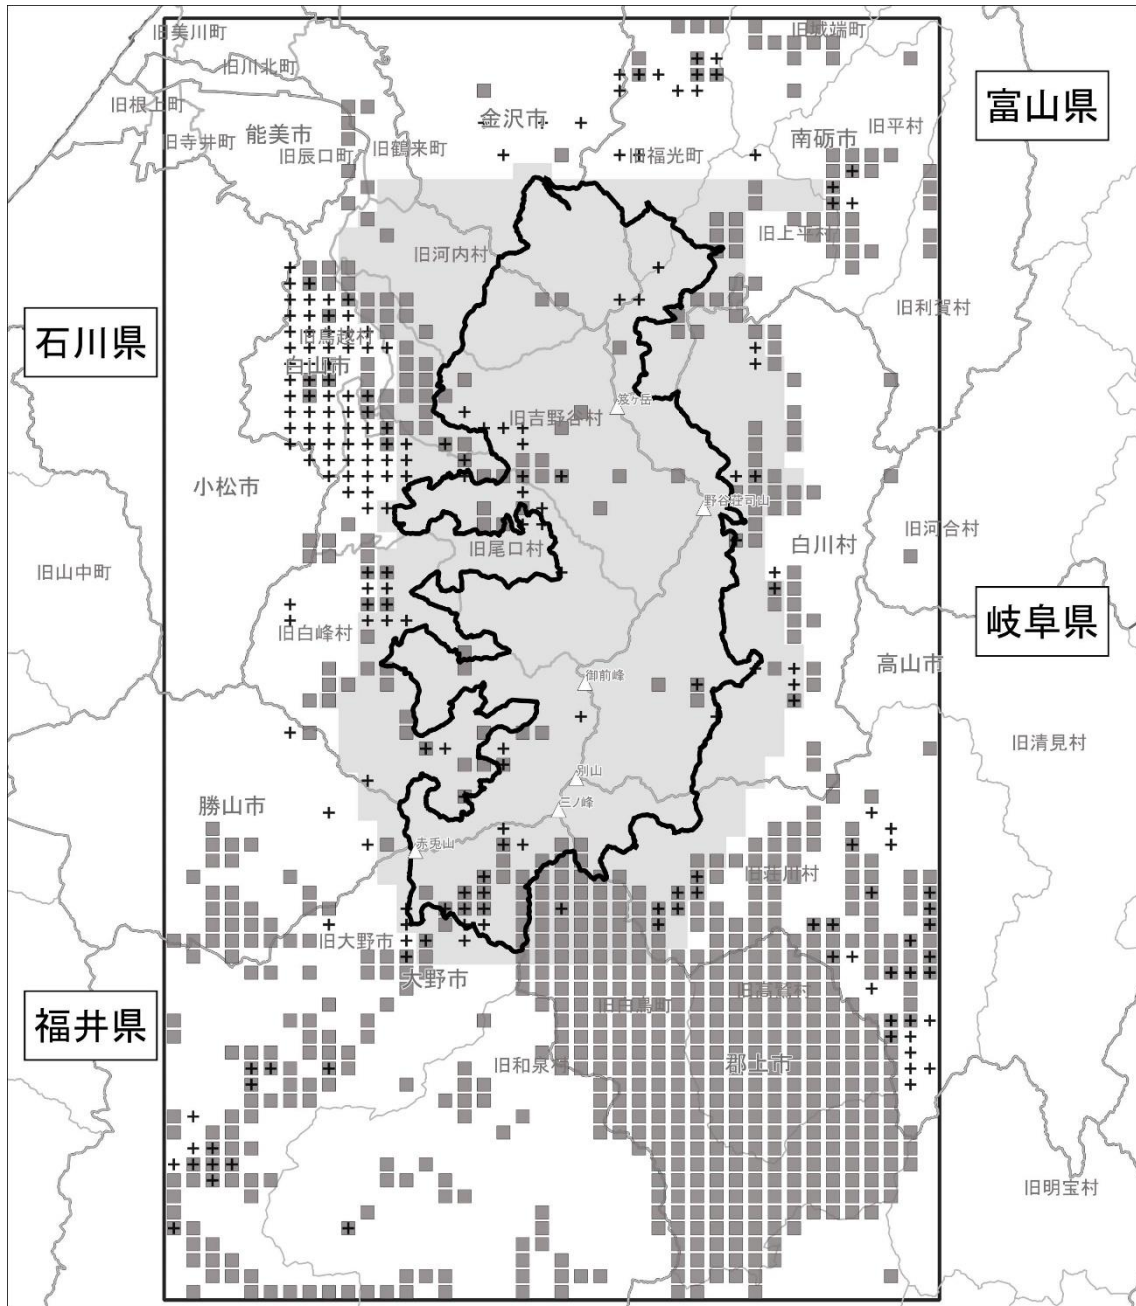 旧美川町
旧城端町
旧川北町
富山県
旧根上町
金沢市
旧平村
能美市
南砺市
旧寺井町
旧辰口町
旧鶴来町
旧福光町
旧上平村
旧河内村
旧利賀村
石川県
旧鳥越村
白山市
笈ヶ岳
旧吉野谷村
小松市
野谷荘司山
旧河合村
白川村
旧尾口村
旧山中町
岐阜県
旧白峰村
高山市
御前峰
旧清見村
別山
三ノ峰
勝山市
赤兎山
旧荘川村
旧大野市
大野市
旧高鷲村
旧白鳥町
福井県
旧和泉村
郡上市
旧明宝村